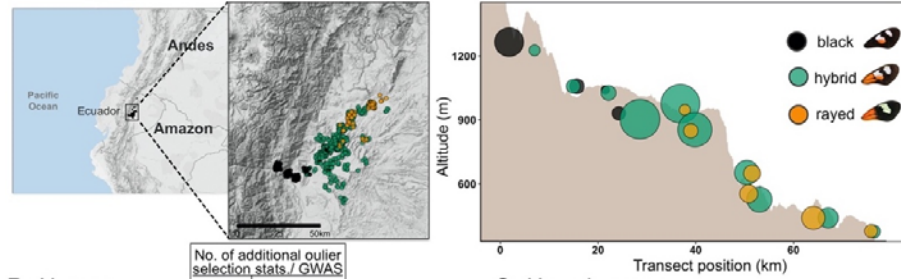 Andes
Pacific
Ocean
Ecuador
Amazon
50km
1200
900
600
Altitude (m)
black
hybrid
rayed
0
20
40
60
Transect position (km)
No. of additional oulier
selection stats./ GWAS